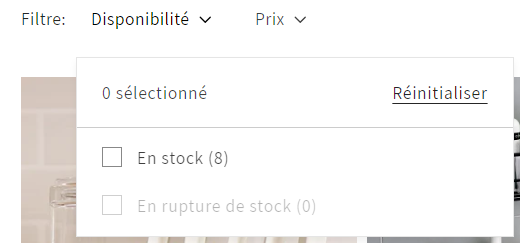 Filtre: Disponibilité Prix
0 sélectionné Réinitialiser
En stock (8)
En rupture de stock (0)